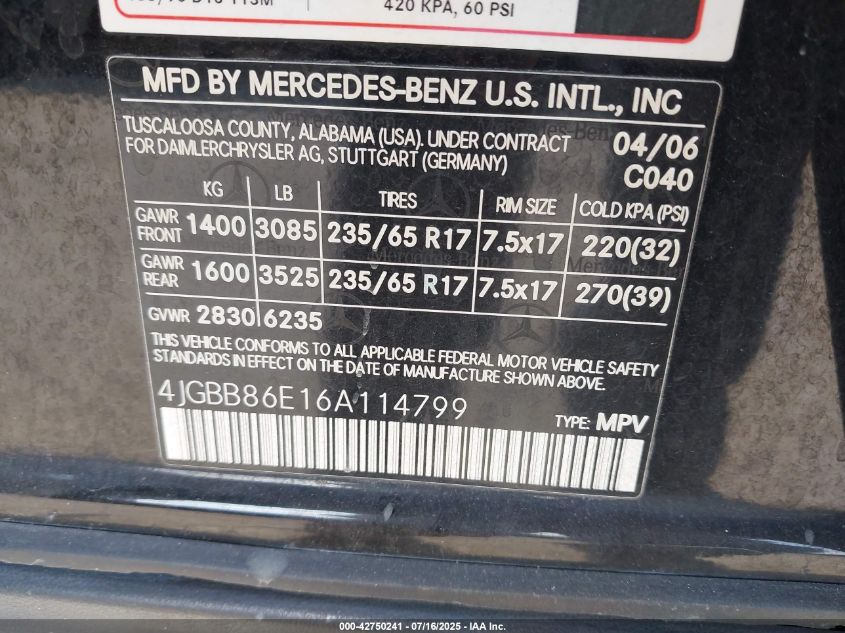 420 KPA, 60 PSI
MFD BY MERCEDES-BENZ U.S. INTL., INC
TUSCALOOSA COUNTY, ALABAMA (USA). UNDER CONTRACT 04/06
FOR DAIMLERCHRYSLER AG, STUTTGART (GERMANY) C040
KG LB TIRES RIM SIZE COLD KPA (PSI)
GAWR FRONT 1400 3085 235/65 R17 7.5x17 220(32)
GAWR REAR 1600 3525 235/65 R17 7.5x17 270(39)
GVWR 2830 6235
THIS VEHICLE CONFORMS TO ALL APPLICABLE FEDERAL MOTOR VEHICLE SAFETY
STANDARDS IN EFFECT ON THE DATE OF MANUFACTURE SHOWN ABOVE.
4JGBB86E16A114799
TYPE: MPV
000-42750241 - 07/16/2025 - IAA Inc.